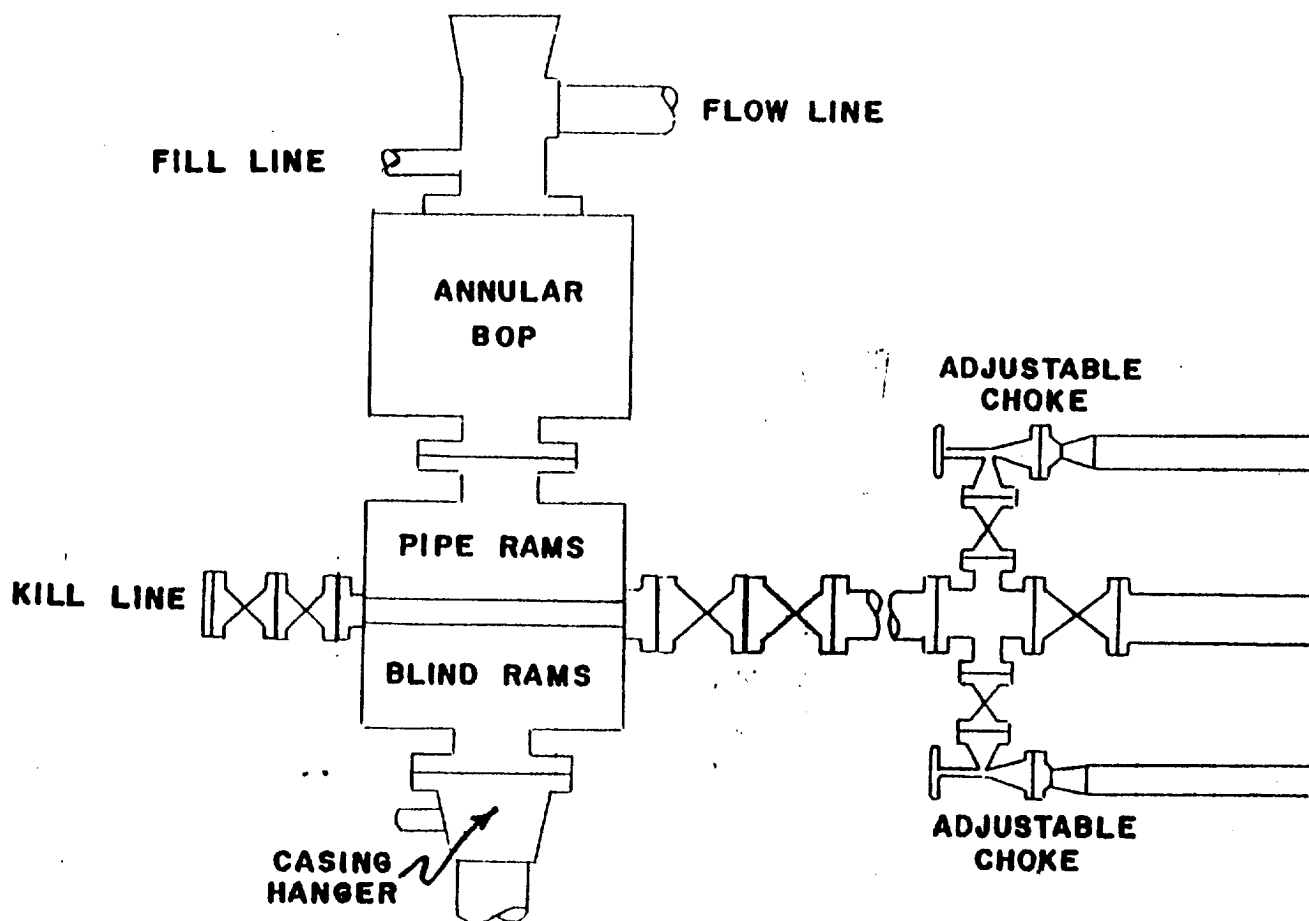 FLOW LINE
FILL LINE
ANNULAR
BOP
ADJUSTABLE
CHOKE
PIPE RAMS
KILL LINE
BLIND RAMS
ADJUSTABLE
CHOKE
CASING
HANGER